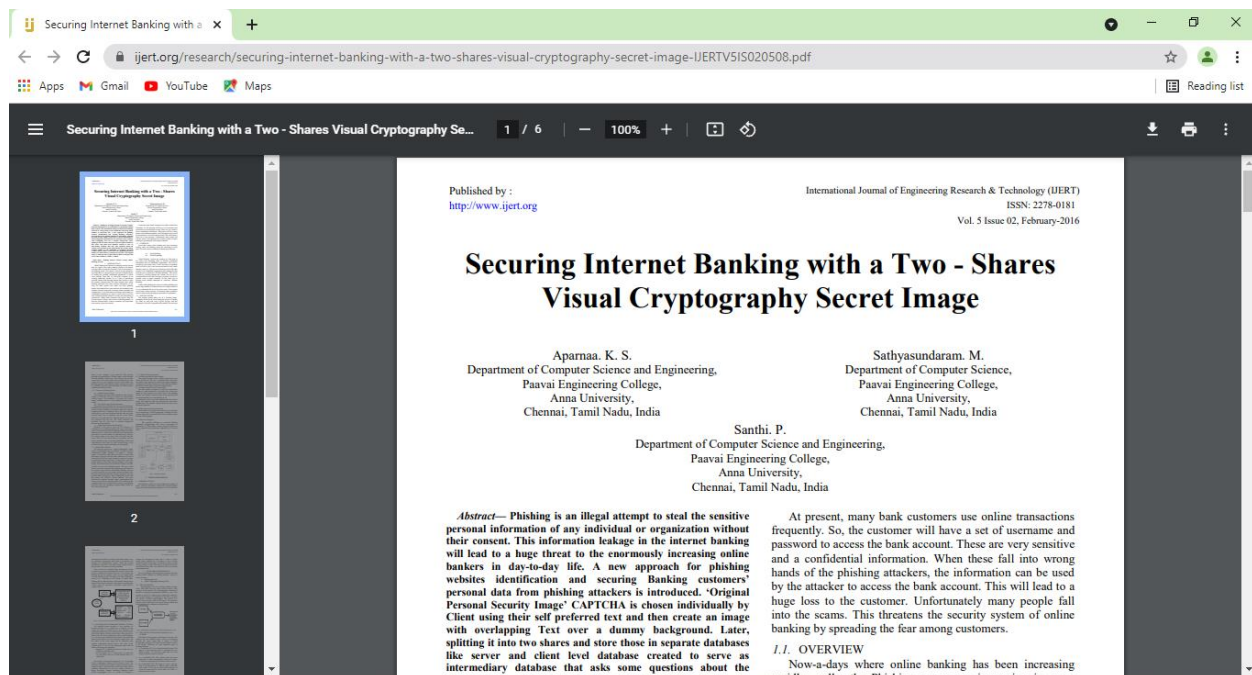 Securing Internet Banking with a
ijert.org/research/securing-internet-banking-with-a-two-shares-visual-cryptography-secret-image-IJERTV5IS020508.pdf
Apps Gmail YouTube Maps Reading list
Securing Internet Banking with a Two - Shares Visual Cryptography Se... 1 / 6 100%
1
2
Published by :
http://www.ijert.org
International Journal of Engineering Research & Technology (IJERT)
ISSN: 2278-0181
Vol. 5 Issue 02, February-2016
Securing Internet Banking with a Two - Shares
Visual Cryptography Secret Image
Aparnaa. K. S.
Department of Computer Science and Engineering,
Paavai Engineering College,
Anna University,
Chennai, Tamil Nadu, India
Sathyasundaram. M.
Department of Computer Science,
Paavai Engineering College,
Anna University,
Chennai, Tamil Nadu, India
Santhi. P.
Department of Computer Science and Engineering,
Paavai Engineering College,
Anna University,
Chennai, Tamil Nadu, India
Abstract— Phishing is an illegal attempt to steal the sensitive
personal information of any individual or organization without
their consent. This information leakage in the internet banking
will lead to a huge threat to the enormously increasing online
bankers in day-to-day life. A new approach for phishing
websites identification and securing Banking customers'
personal data from phishing attackers is introduced. 'Original
Personal Security Image' CAPTCHA is chosen individually by
Client using their self preferred text and then create an image
with overlapping Text over a dummy background. Later,
splitting it into two shares and store those in separate databases
like server and client level database created to serve as
intermediary database that asks some questions about the
At present, many bank customers use online transactions
frequently. So, the customer will have a set of username and
password to access the bank account. These are very sensitive
and a confidential information. When these fall into wrong
hands of the phishing attackers, the information can be used
by the attacker to access the bank account. This will lead to a
huge loss to the customer. Unfortunately many people fall
into the scams. This threatens the security system of online
banking by spreading the fear among customers.
1.1. OVERVIEW
Now-a-days where online banking has been increasing